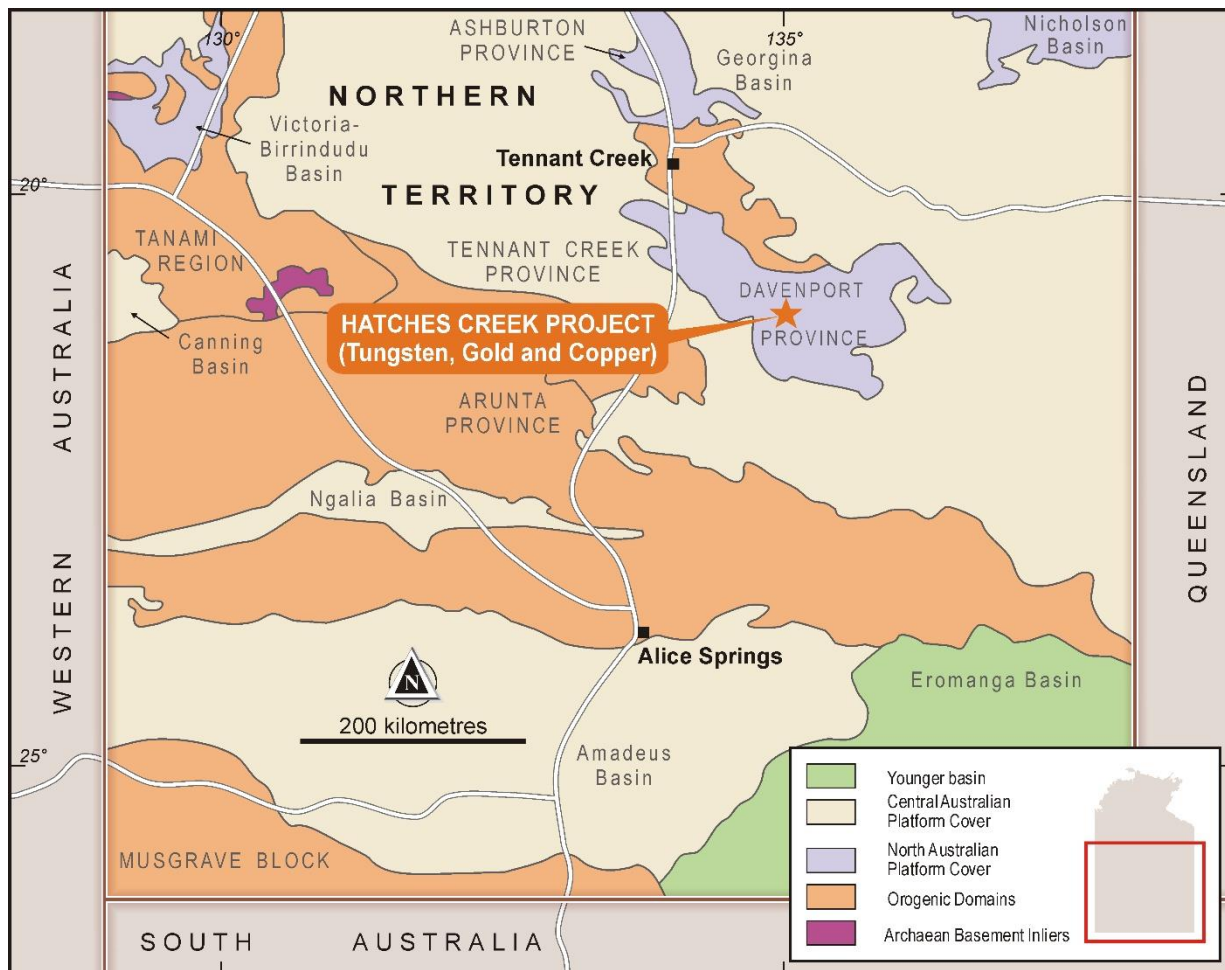 130°
135°
ASHBURTON
PROVINCE
Georgina
Basin
Nicholson
Basin
NORTHERN
Victoria-
Birrindudu
Basin
Tennant Creek
20°
TERRITORY
TANAMI
REGION
TENNANT CREEK
PROVINCE
DAVENPORT
PROVINCE
HATCHES CREEK PROJECT
(Tungsten, Gold and Copper)
Canning
Basin
ARUNTA
PROVINCE
WESTERN AUSTRALIA
QUEENSLAND
Ngalia Basin
Alice Springs
Eromanga Basin
N
200 kilometres
25°
Amadeus
Basin
MUSGRAVE BLOCK
SOUTH AUSTRALIA
Younger basin
Central Australian
Platform Cover
North Australian
Platform Cover
Orogenic Domains
Archaean Basement Inliers